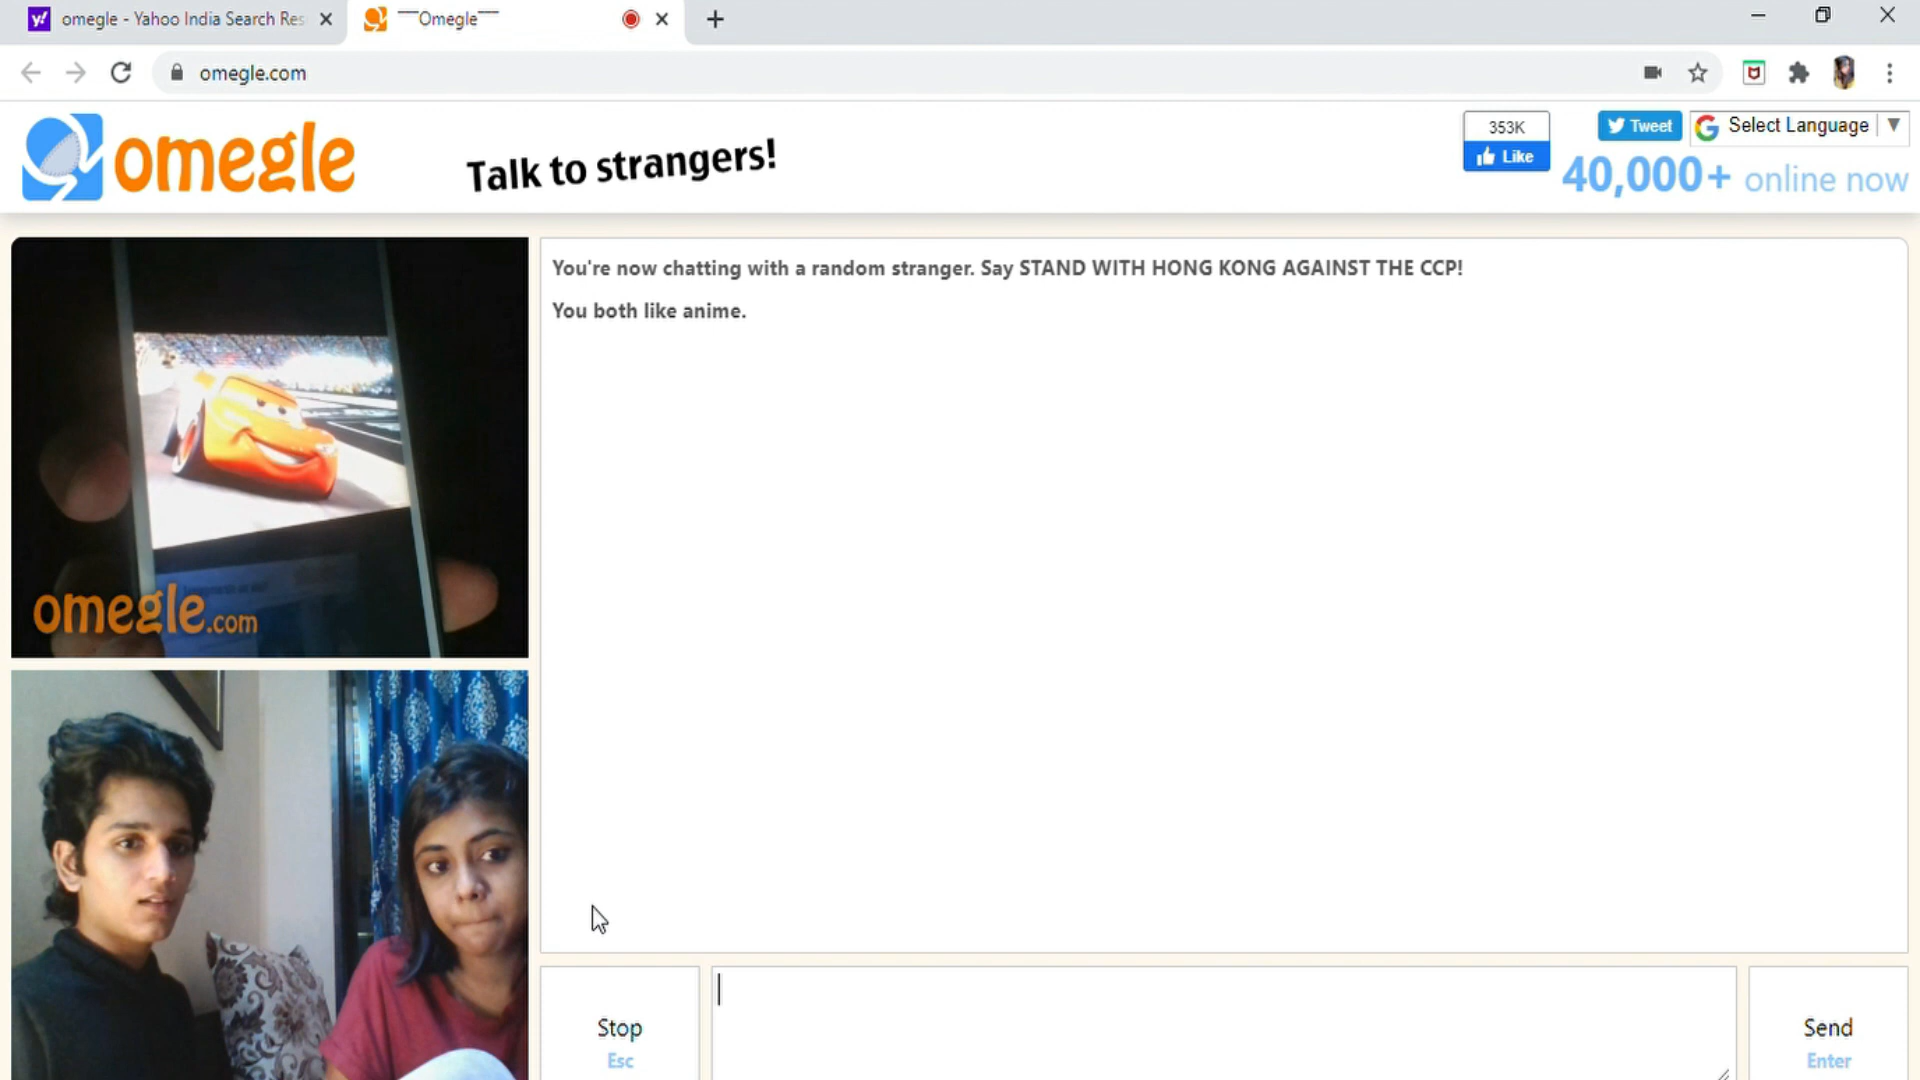 omegle - Yahoo India Search Res
Omegle
omegle.com
omegle
Talk to strangers!
353K
Like
Tweet
Select Language
40,000+ online now
You're now chatting with a random stranger. Say STAND WITH HONG KONG AGAINST THE CCP!
You both like anime.
omegle.com
Stop
Esc
Send
Enter